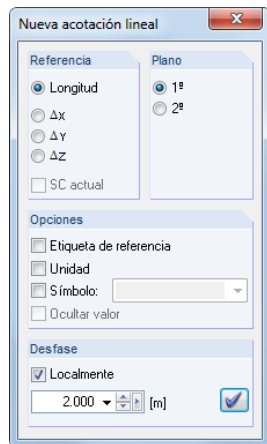 Nueva acotación lineal
Referencia
Longitud
ΔX
ΔY
ΔZ
SC actual
Plano
1º
2º
Opciones
Etiqueta de referencia
Unidad
Símbolo:
Ocultar valor
Desfase
Localmente
2.000 [m]